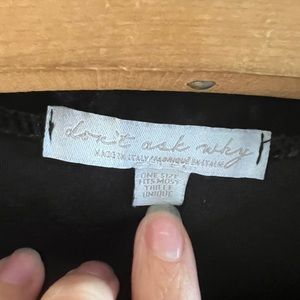 don't ask why
MADE IN ITALY/FABRIQUÉ EN ITALIE
ONE SIZE
FITS MOST
TAILLE
UNIQUE